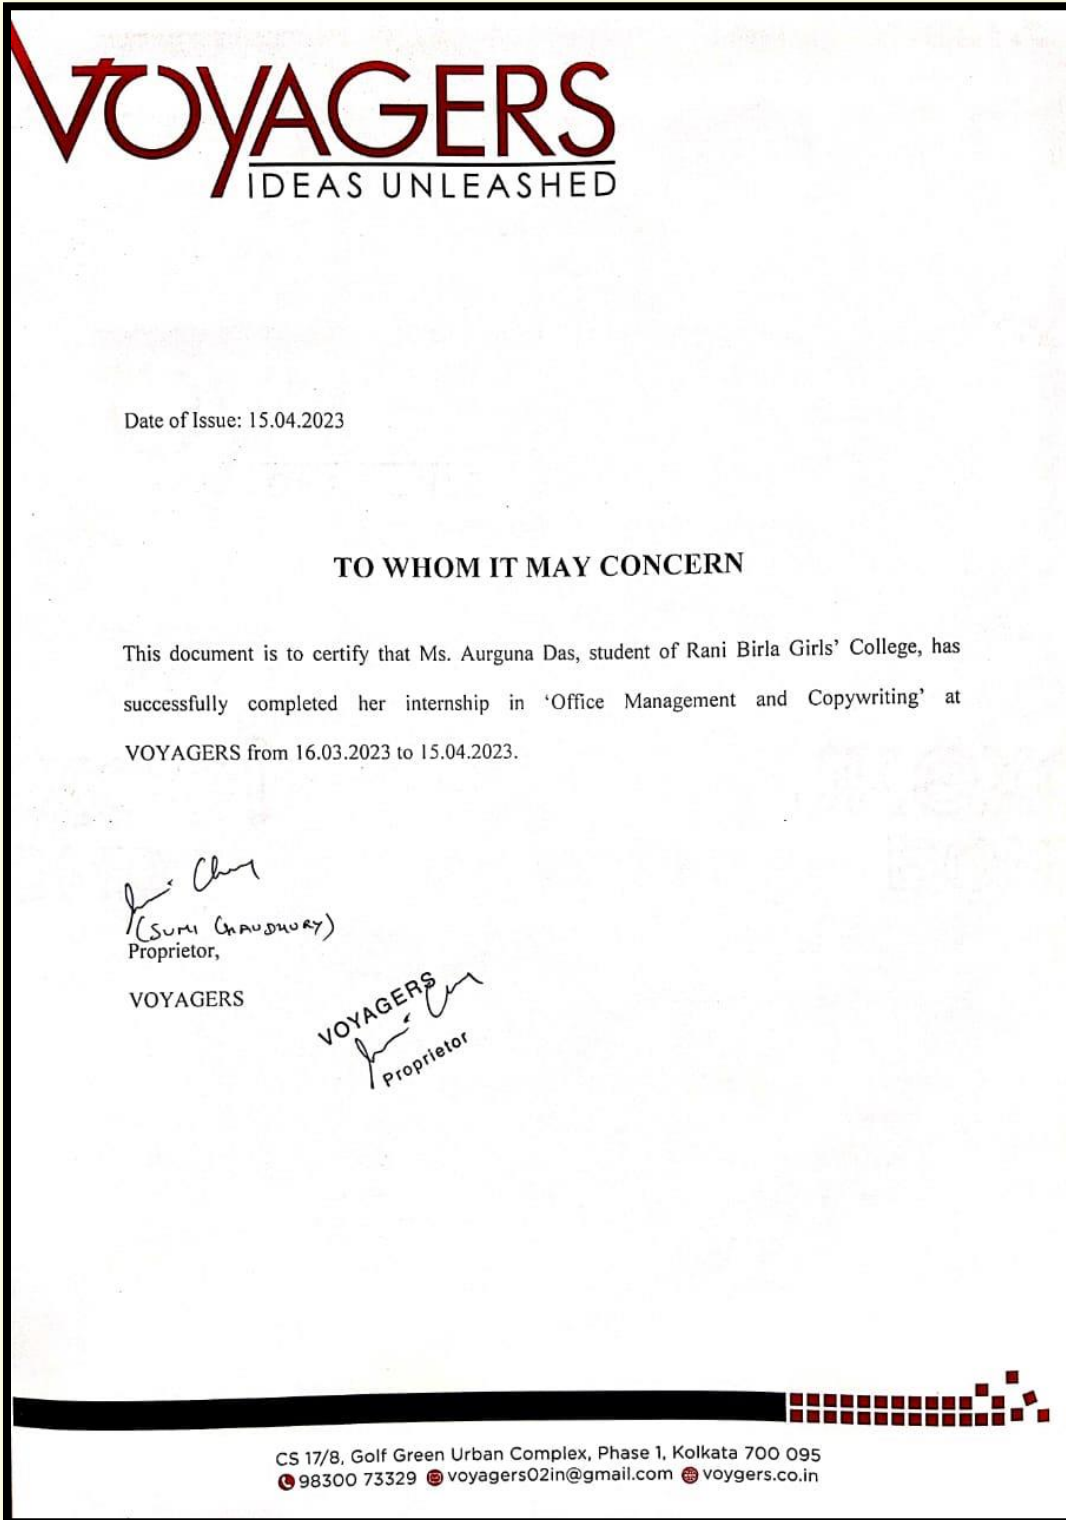 VOYAGERS
IDEAS UNLEASHED
Date of Issue: 15.04.2023
TO WHOM IT MAY CONCERN
This document is to certify that Ms. Aurguna Das, student of Rani Birla Girls' College, has
successfully completed her internship in 'Office Management and Copywriting' at
VOYAGERS from 16.03.2023 to 15.04.2023.
(SUMI CHAUDHURY)
Proprietor,
VOYAGERS
VOYAGERS
Proprietor
CS 17/8, Golf Green Urban Complex, Phase 1, Kolkata 700 095
98300 73329 voyagers02in@gmail.com voygers.co.in